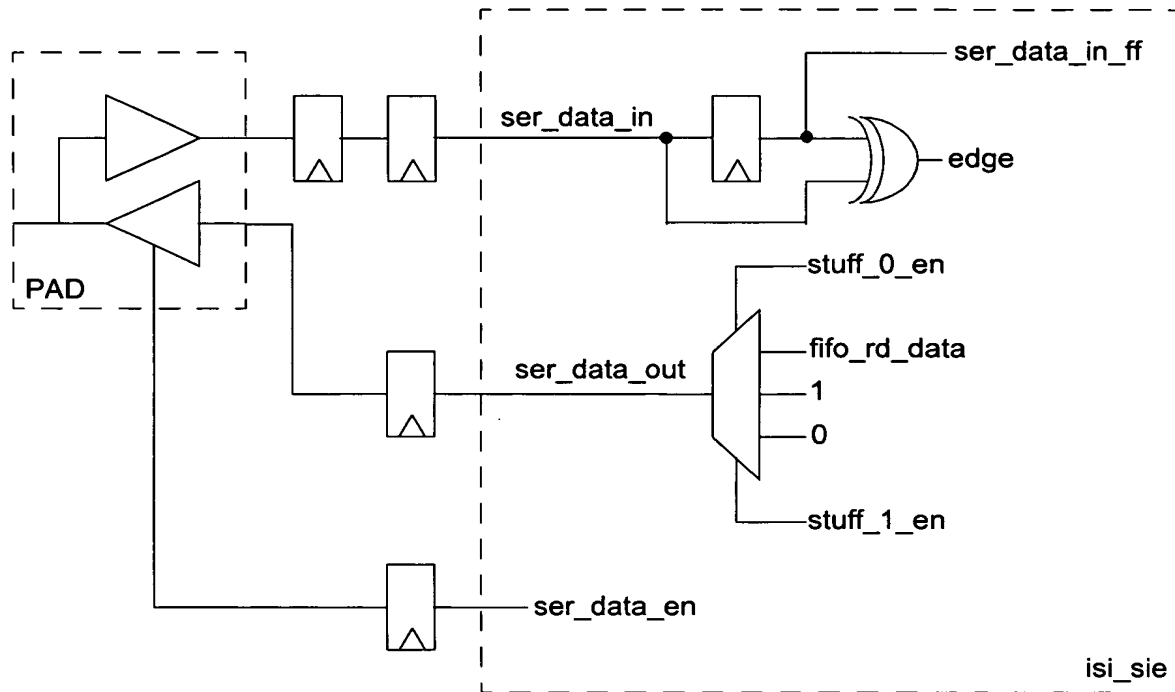 ser_data_in_ff
ser_data_in
edge
PAD
stuff_0_en
fifo_rd_data
ser_data_out
1
0
stuff_1_en
ser_data_en
isi_sie